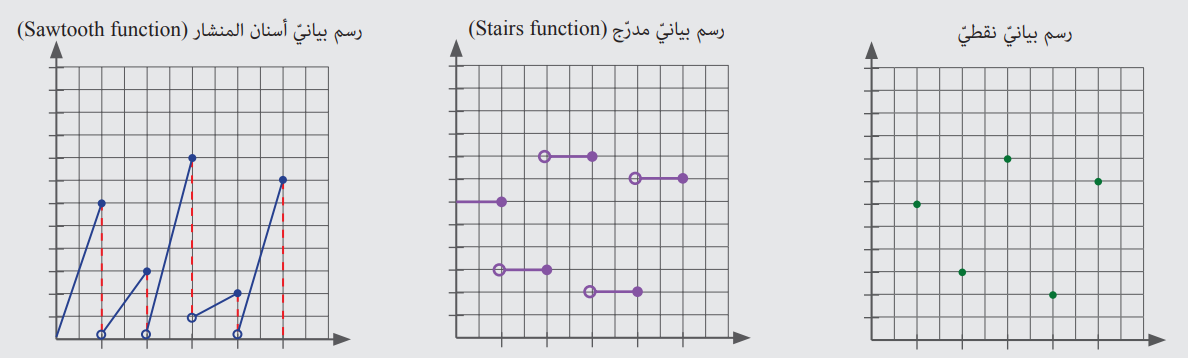 رسم بيانيّ نقطيّ
رسم بيانيّ مدرّج (Stairs function)
رسم بيانيّ أسنان المنشار (Sawtooth function)